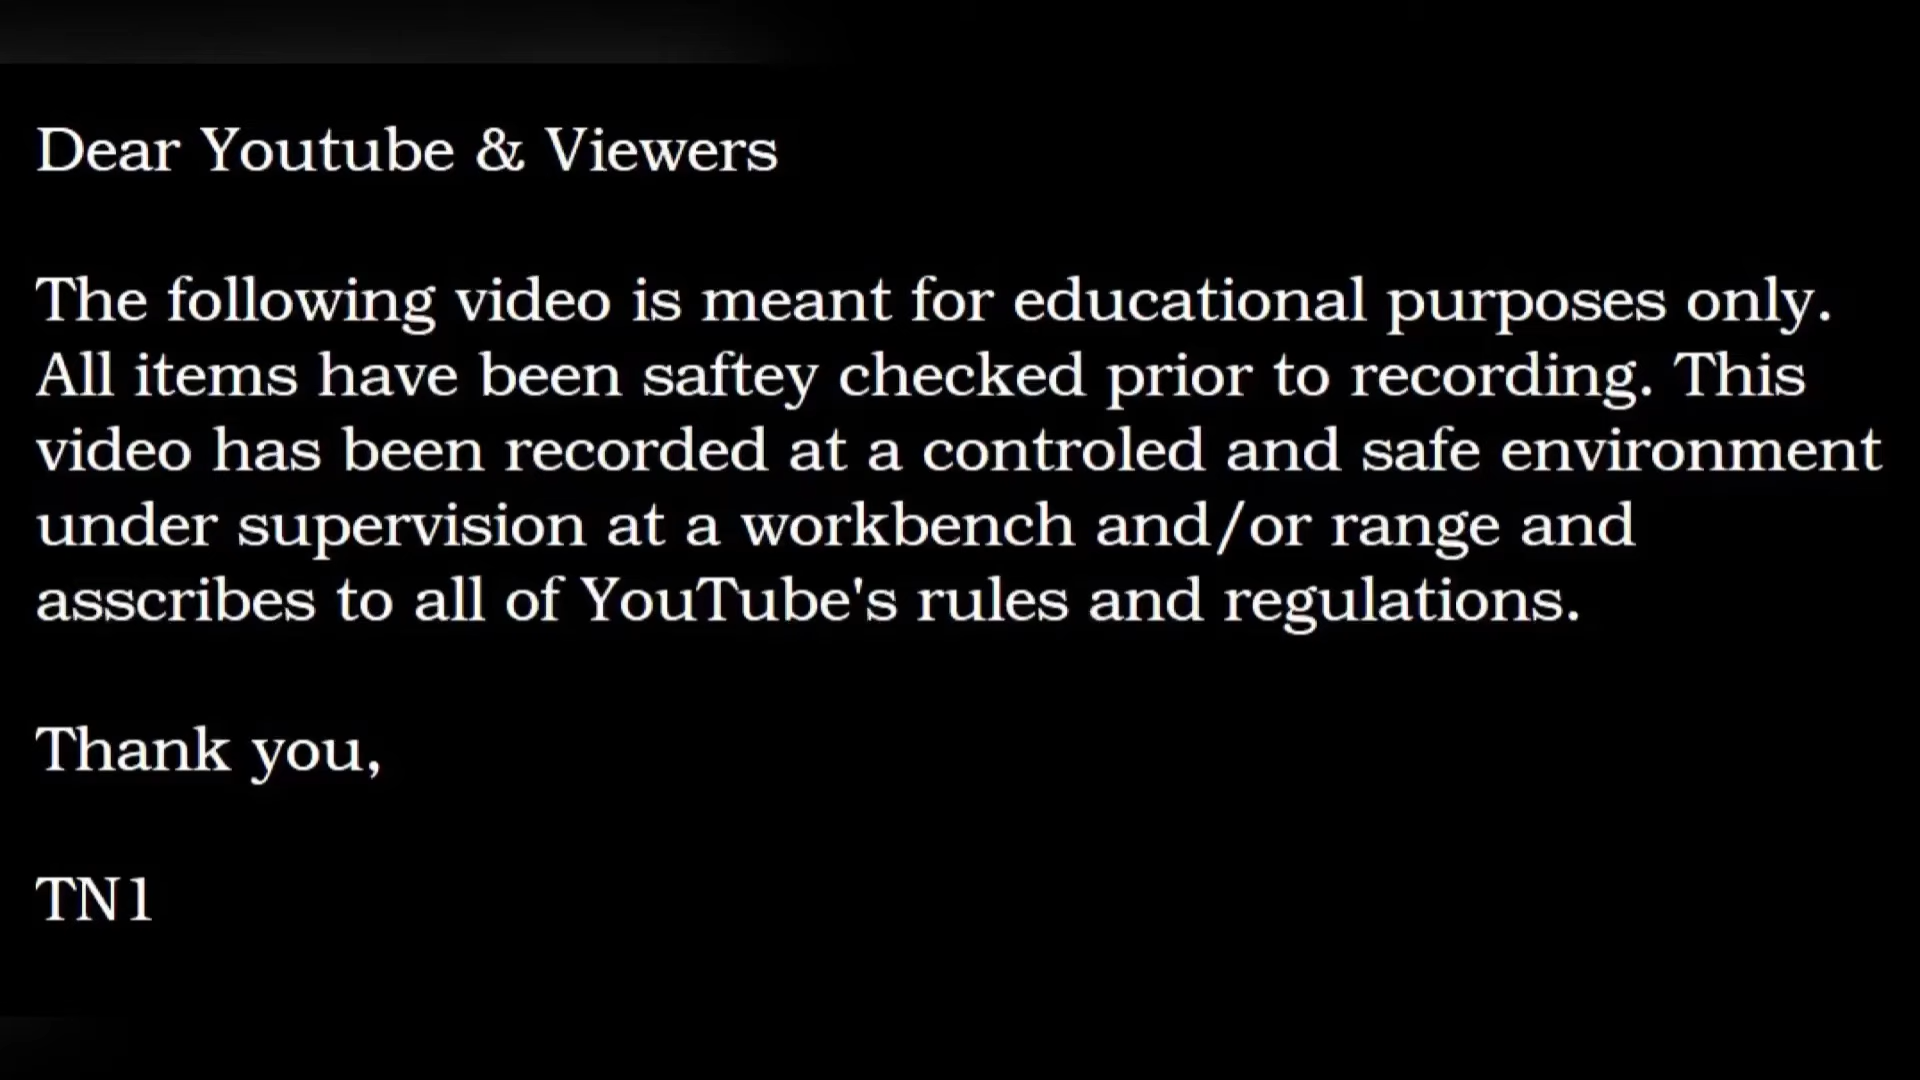 Dear Youtube & Viewers
The following video is meant for educational purposes only.
All items have been saftey checked prior to recording. This
video has been recorded at a controled and safe environment
under supervision at a workbench and/or range and
asscribes to all of YouTube's rules and regulations.
Thank you,
TN1